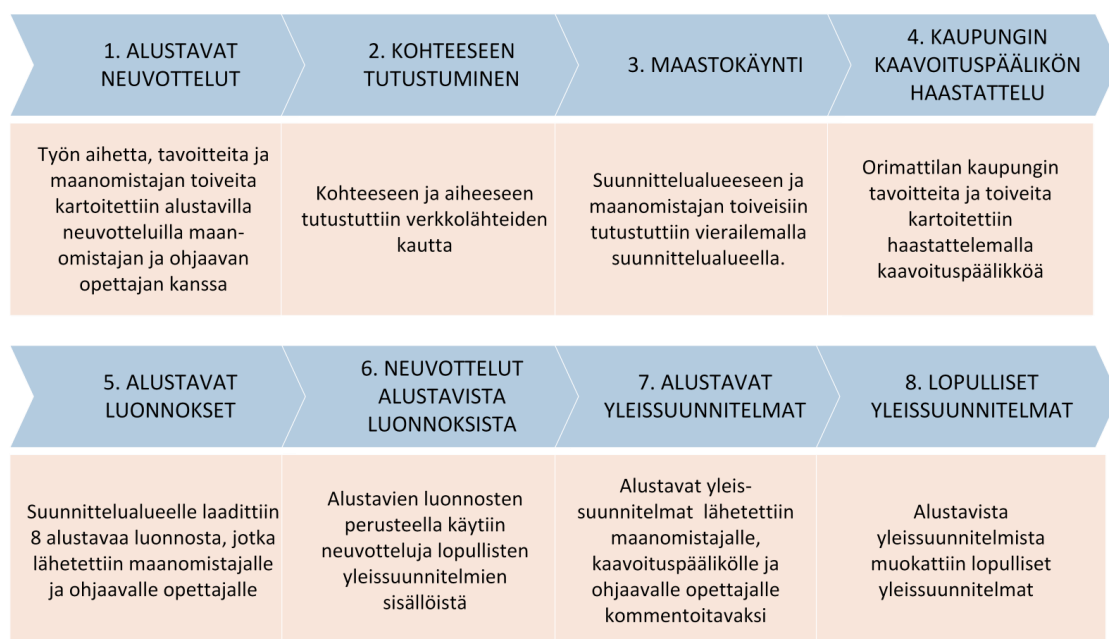 1. ALUSTAVAT
NEUVOTTELUT
2. KOHTEESEEN
TUTUSTUMINEN
3. MAASTOKÄYNTI
4. KAUPUNGIN
KAAVOITUSPÄÄLIKÖN
HAASTATTELU
Työn aihetta, tavoitteita ja
maanomistajan toiveita
kartoitettiin alustavilla
neuvotteluilla maan-
omistajan ja ohjaavan
opettajan kanssa
Kohteeseen ja aiheeseen
tutustuttiin verkkolähteiden
kautta
Suunnittelualueeseen ja
maanomistajan toiveisiin
tutustuttiin vierailemalla
suunnittelualueella.
Orimattilan kaupungin
tavoitteita ja toiveita
kartoitettiin
haastattelemalla
kaavoituspäälikköä
5. ALUSTAVAT
LUONNOKSET
6. NEUVOTTELUT
ALUSTAVISTA
LUONNOKSISTA
7. ALUSTAVAT
YLEISSUUNNITELMAT
8. LOPULLISET
YLEISSUUNNITELMAT
Suunnittelualueelle laadittiin
8 alustavaa luonnosta, jotka
lähetettiin maanomistajalle
ja ohjaavalle opettajalle
Alustavien luonnosten
perusteella käytiin
neuvotteluja lopullisten
yleissuunnitelmien
sisällöistä
Alustavat yleis-
suunnitelmat lähetettiin
maanomistajalle,
kaavoituspäälikölle ja
ohjaavalle opettajalle
kommentoitavaksi
Alustavista
yleissuunnitelmista
muokattiin lopulliset
yleissuunnitelmat